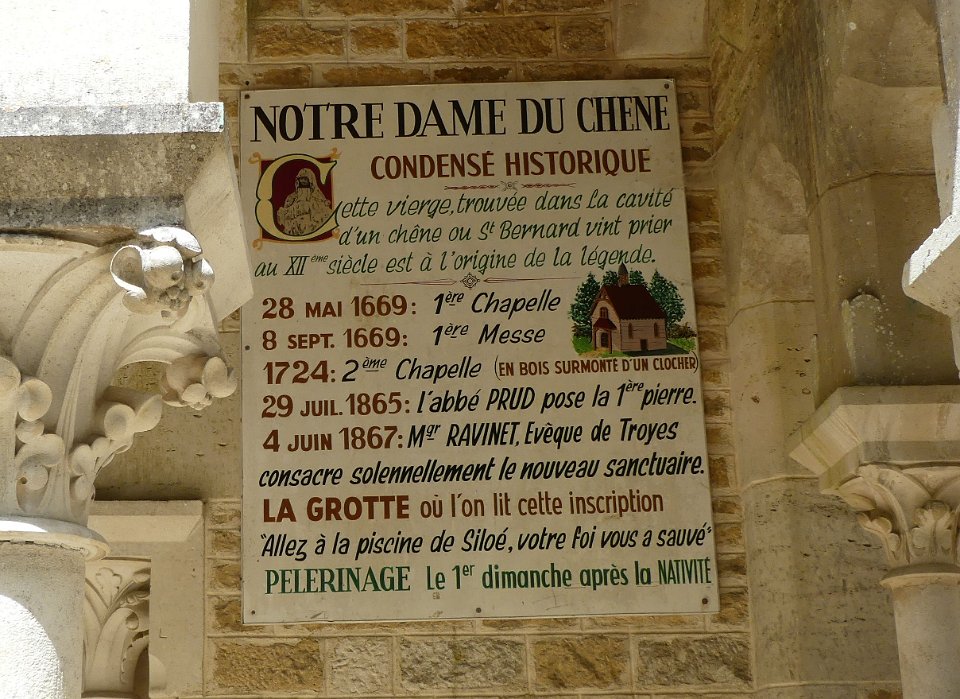 NOTRE DAME DU CHENE
CONDENSÉ HISTORIQUE
Cette vierge, trouvée dans la cavité
d'un chêne ou St Bernard vint prier
au XIIème siècle est à l'origine de la légende.
28 MAI 1669: 1ère Chapelle
8 SEPT. 1669: 1ère Messe
1724: 2ème Chapelle (EN BOIS SURMONTÉ D'UN CLOCHER)
29 JUIL. 1865: l'abbé PRUD pose la 1ère pierre.
4 JUIN 1867: Mgr RAVINET, Evèque de Troyes
consacre solennellement le nouveau sanctuaire.
LA GROTTE où l'on lit cette inscription
"Allez à la piscine de Siloé, votre foi vous a sauvé"
PELERINAGE Le 1er dimanche après la NATIVITÉ